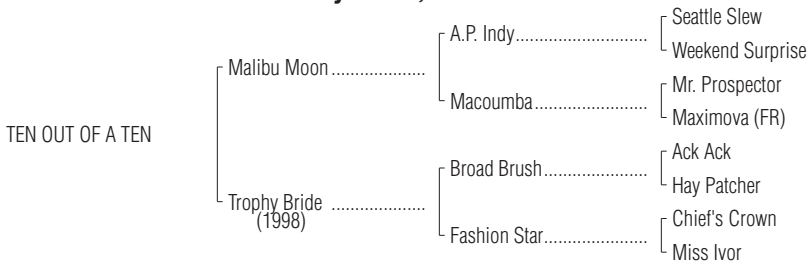 Seattle Slew
A.P. Indy
Weekend Surprise
Malibu Moon
Mr. Prospector
Macoumba
Maximova (FR)
TEN OUT OF A TEN
Ack Ack
Broad Brush
Hay Patcher
Trophy Bride
(1998)
Chief's Crown
Fashion Star
Miss Ivor